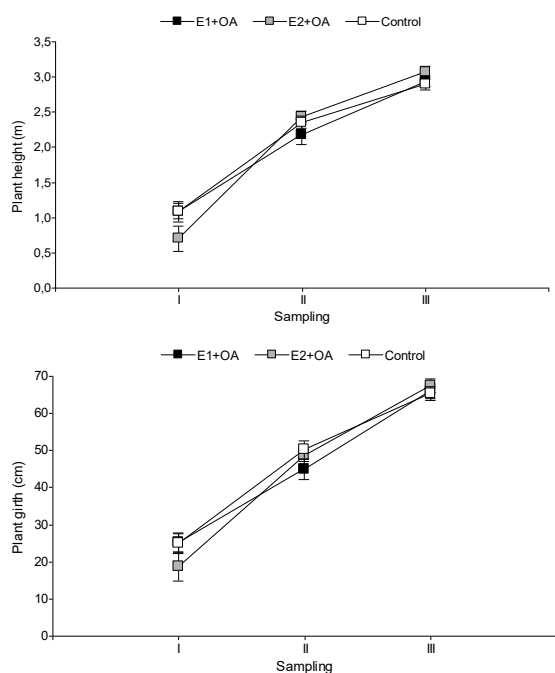 E1+OA E2+OA Control
3,5
3,0
2,5
2,0
1,5
1,0
0,5
0,0
Plant height (m)
I II III
Sampling
E1+OA E2+OA Control
70
60
50
40
30
20
10
0
Plant girth (cm)
I II III
Sampling